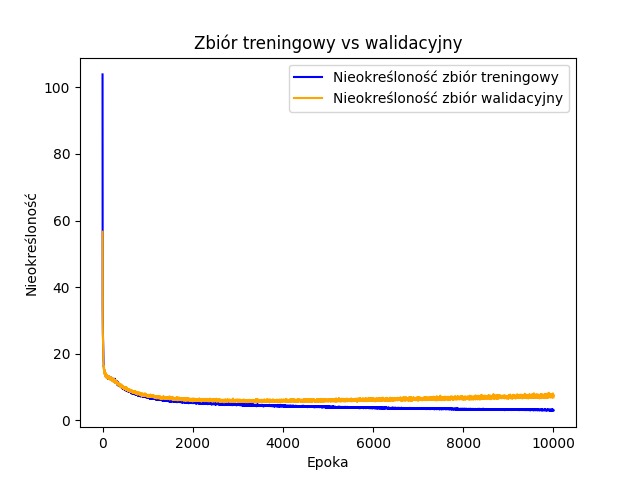 Zbiór treningowy vs walidacyjny
Nieokreśloność zbiór treningowy
Nieokreśloność zbiór walidacyjny
Nieokreśloność
100
80
60
40
20
0
0 2000 4000 6000 8000 10000
Epoka